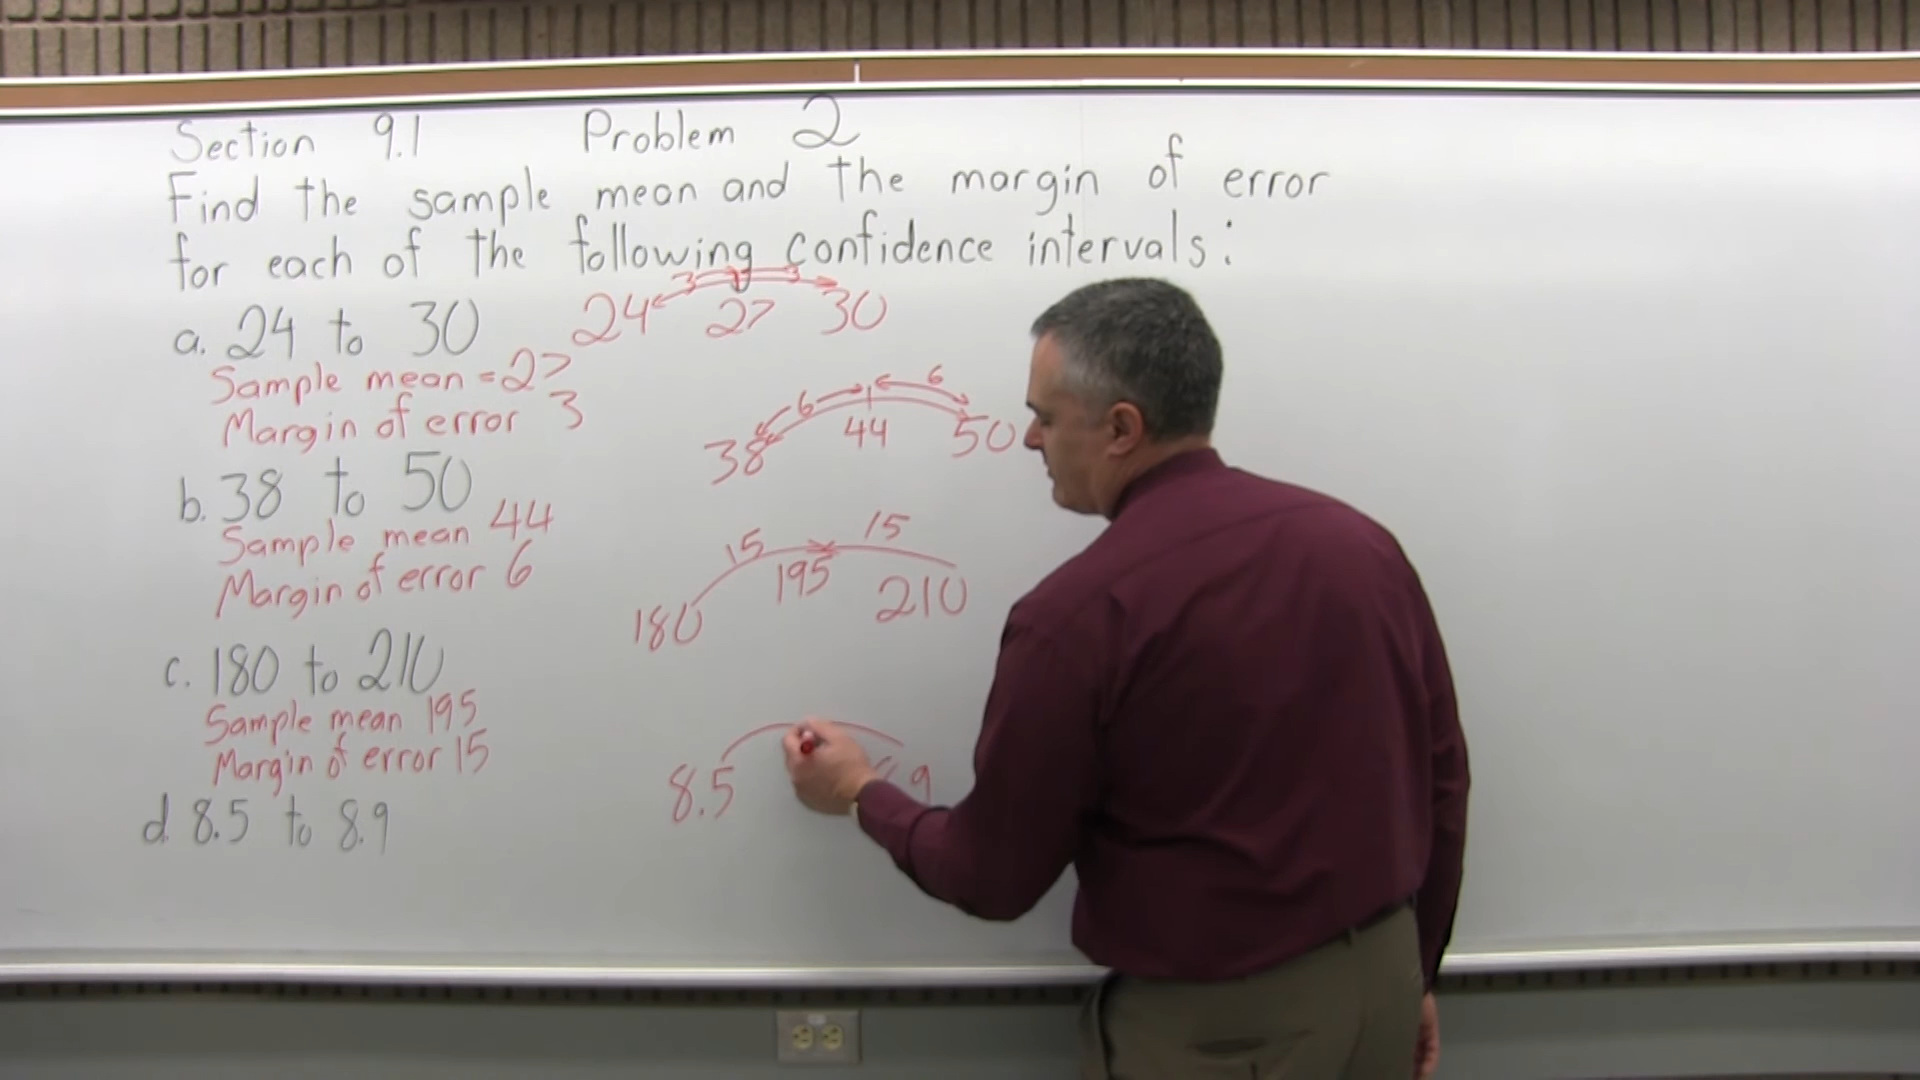 Section 9.1 Problem 2
Find the sample mean and the margin of error
for each of the following confidence intervals:
a. 24 to 30
Sample mean = 27
Margin of error 3
b. 38 to 50
Sample mean 44
Margin of error 6
c. 180 to 210
Sample mean 195
Margin of error 15
d. 8.5 to 8.9
3 3
24 27 30
6 6
38 44 50
15 15
180 195 210
8.5 9